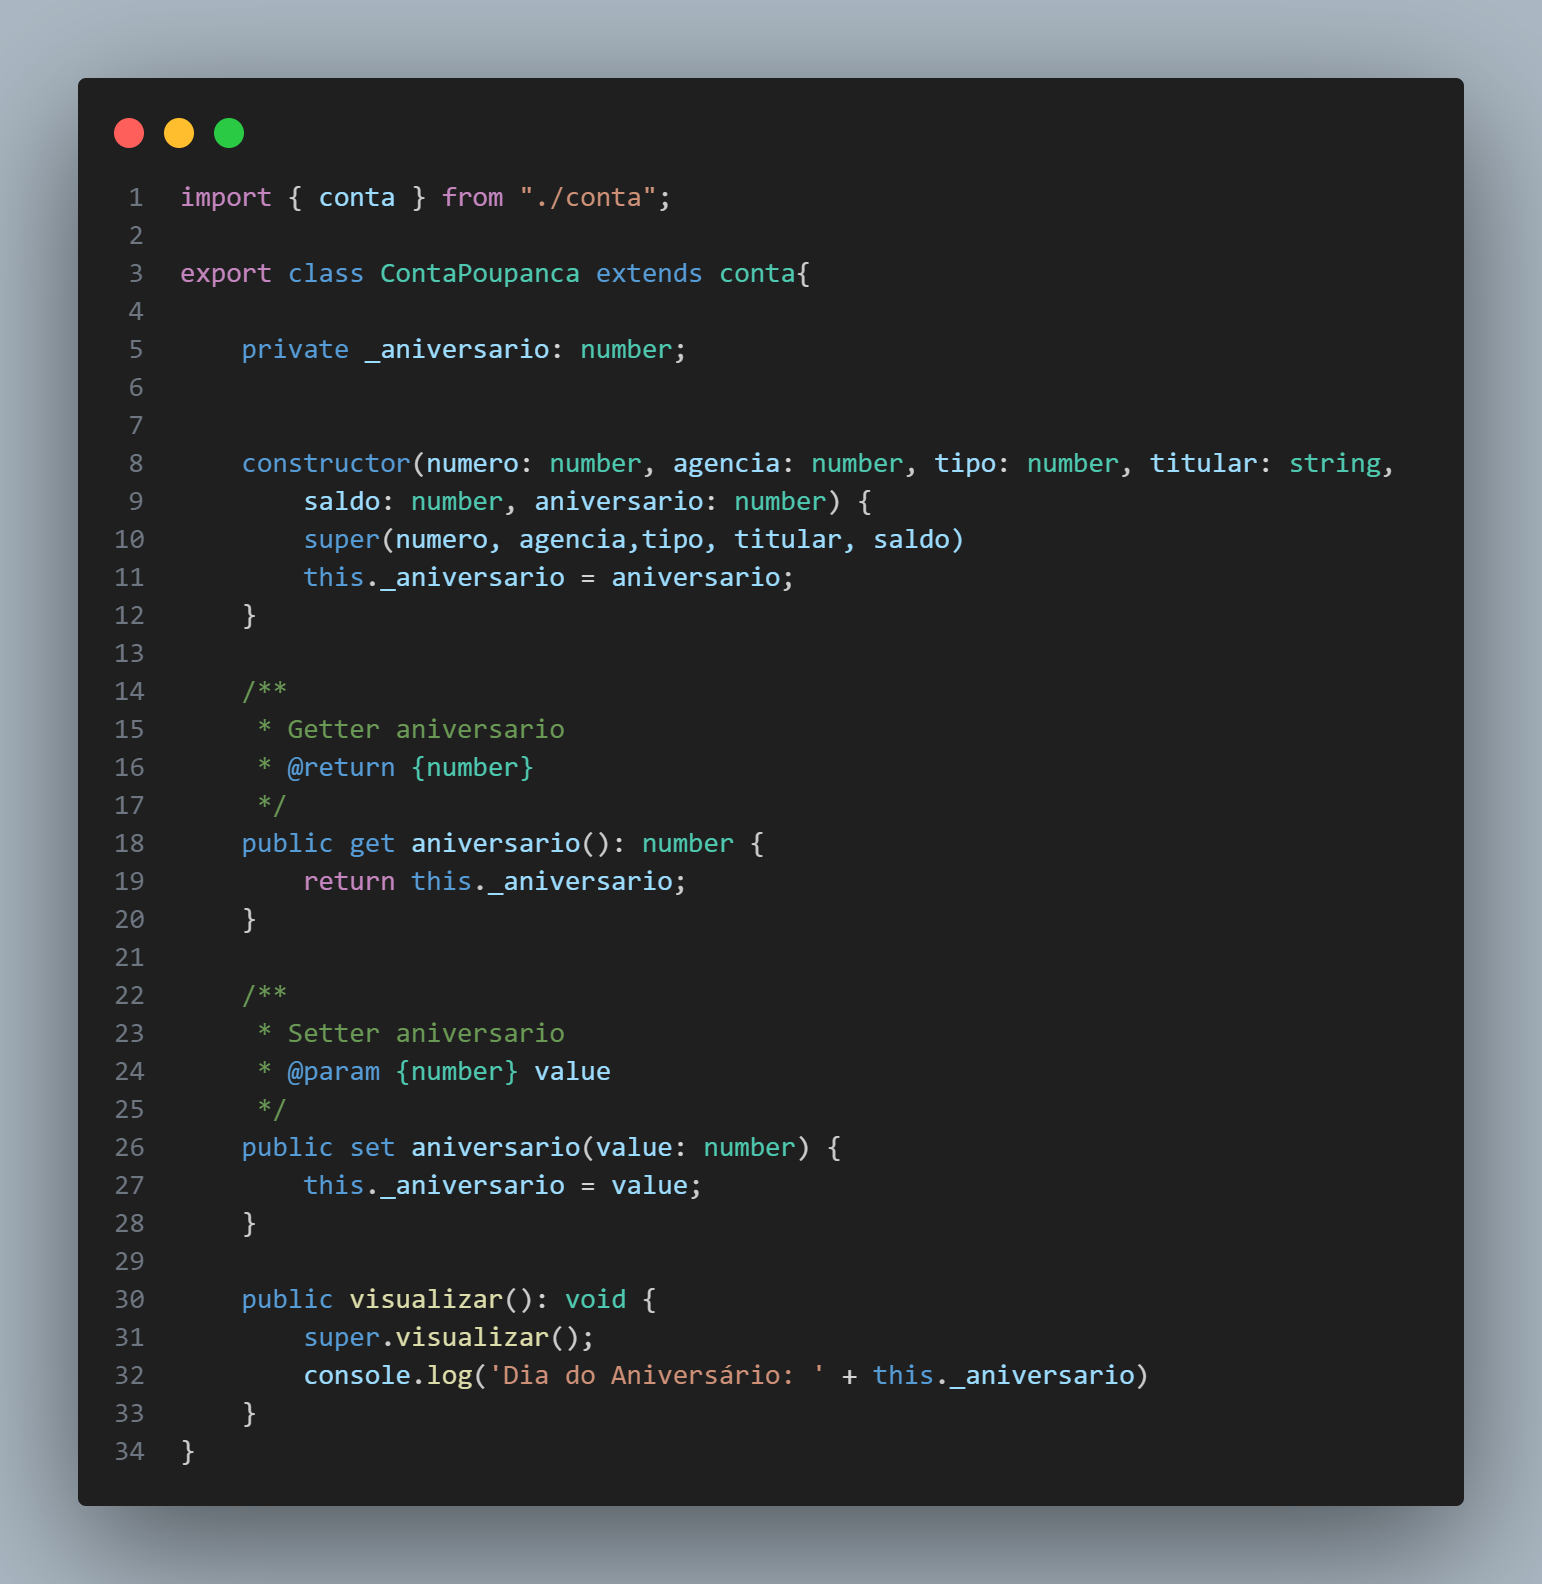 1 import { conta } from "./conta";
2
3 export class ContaPoupanca extends conta{
4
5     private _aniversario: number;
6
7
8     constructor(numero: number, agencia: number, tipo: number, titular: string,
9         saldo: number, aniversario: number) {
10         super(numero, agencia,tipo, titular, saldo)
11         this._aniversario = aniversario;
12     }
13
14     /**
15      * Getter aniversario
16      * @return {number}
17      */
18     public get aniversario(): number {
19         return this._aniversario;
20     }
21
22     /**
23      * Setter aniversario
24      * @param {number} value
25      */
26     public set aniversario(value: number) {
27         this._aniversario = value;
28     }
29
30     public visualizar(): void {
31         super.visualizar();
32         console.log('Dia do Aniversário: ' + this._aniversario)
33     }
34 }